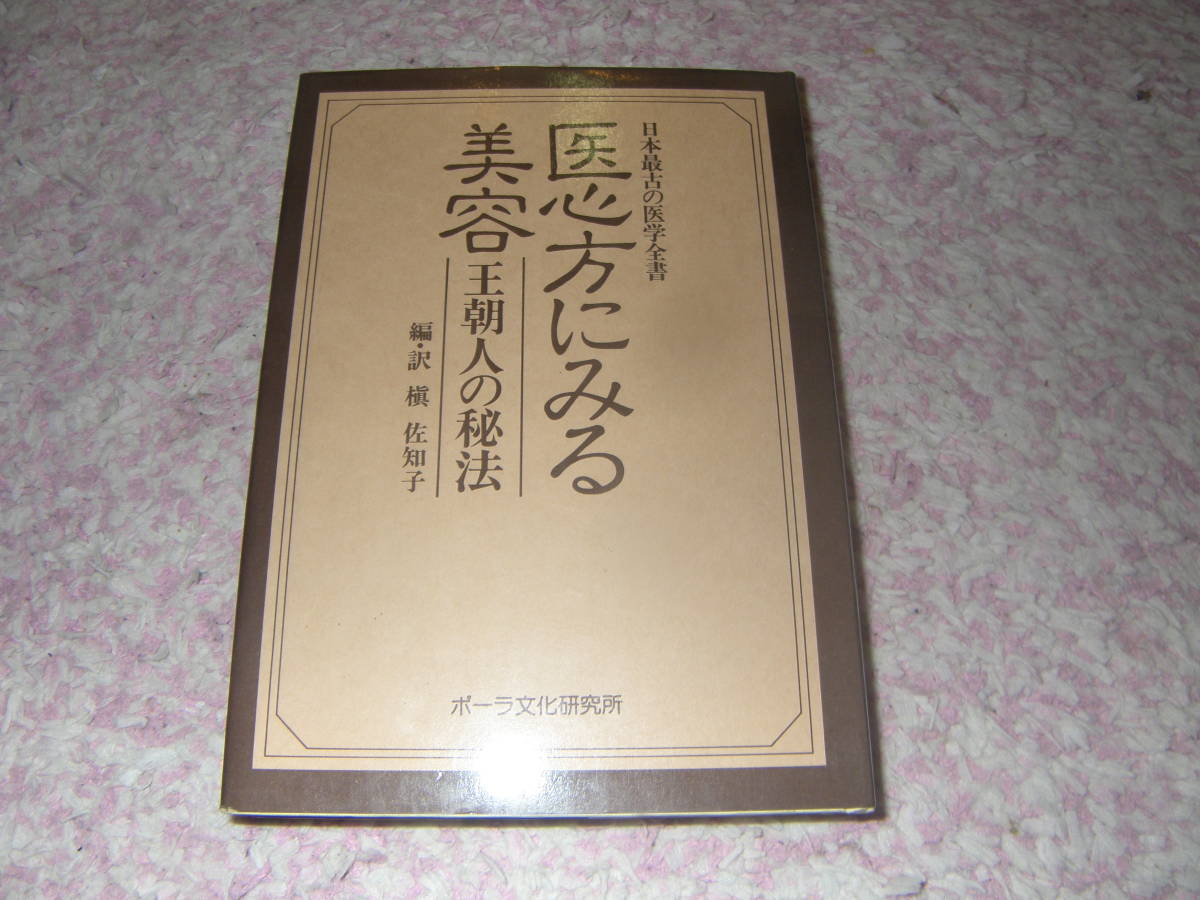 日本最古の医学全書
医心方にみる
美容
王朝人の秘法
編・訳 槇 佐知子
ポーラ文化研究所